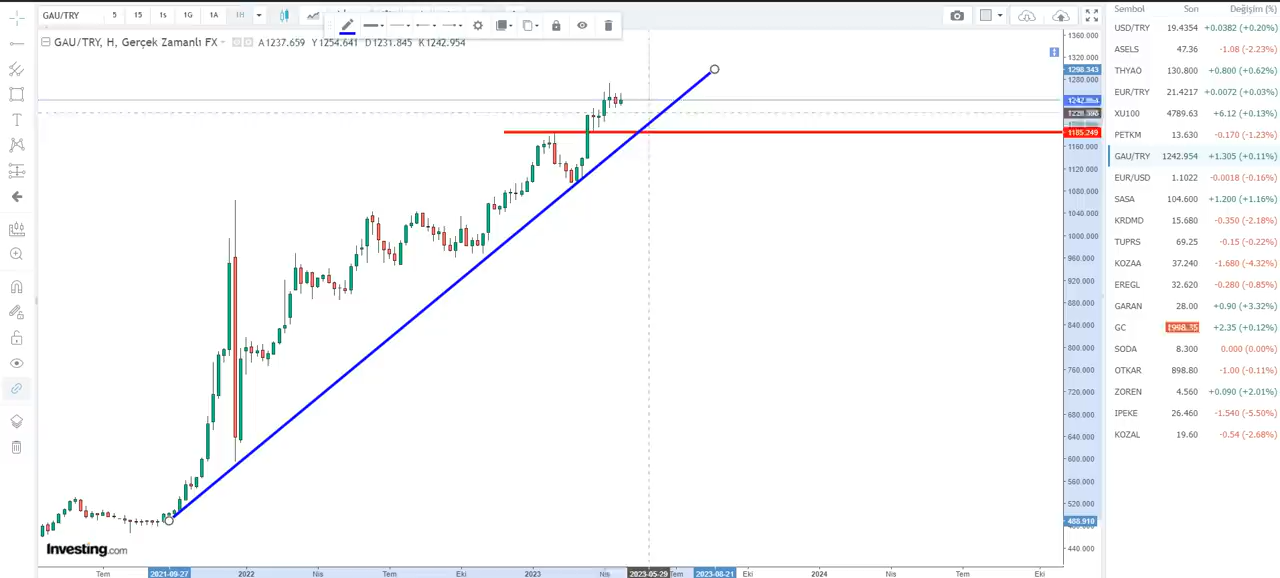 GAU/TRY 5 15 1s 1G 1A 1H
GAU/TRY, H, Gerçek Zamanlı FX A1237.659 Y1254.641 D1231.845 K1242.954
1360.000
1320.000
1298.343
1280.000
1242.954
1185.249
1160.000
1120.000
1080.000
1040.000
1000.000
960.000
920.000
880.000
840.000
800.000
760.000
720.000
680.000
640.000
600.000
560.000
520.000
488.910
440.000
Investing.com
Tem 2021-09-27 2022 Nis Tem Eki 2023 Nis 2023-05-29 Tem 2023-08-21 Eki 2024 Nis Tem Eki
Sembol Son Değişim (%)
USD/TRY 19.4354 +0.0382 (+0.20%)
ASELS 47.36 -1.08 (-2.23%)
THYAO 130.800 +0.800 (+0.62%)
EUR/TRY 21.4217 +0.0072 (+0.03%)
XU100 4789.63 +6.12 (+0.13%)
PETKM 13.630 -0.170 (-1.23%)
GAU/TRY 1242.954 +1.305 (+0.11%)
EUR/USD 1.1022 -0.0018 (-0.16%)
SASA 104.600 +1.200 (+1.16%)
KRDMD 15.680 -0.350 (-2.18%)
TUPRS 69.25 -0.15 (-0.22%)
KOZAA 37.240 -1.680 (-4.32%)
EREGL 32.620 -0.280 (-0.85%)
GARAN 28.00 +0.90 (+3.32%)
GC 1998.35 +2.35 (+0.12%)
SODA 8.300 0.000 (0.00%)
OTKAR 898.80 -1.00 (-0.11%)
ZOREN 4.560 +0.090 (+2.01%)
IPEKE 26.460 -1.540 (-5.50%)
KOZAL 19.60 -0.54 (-2.68%)